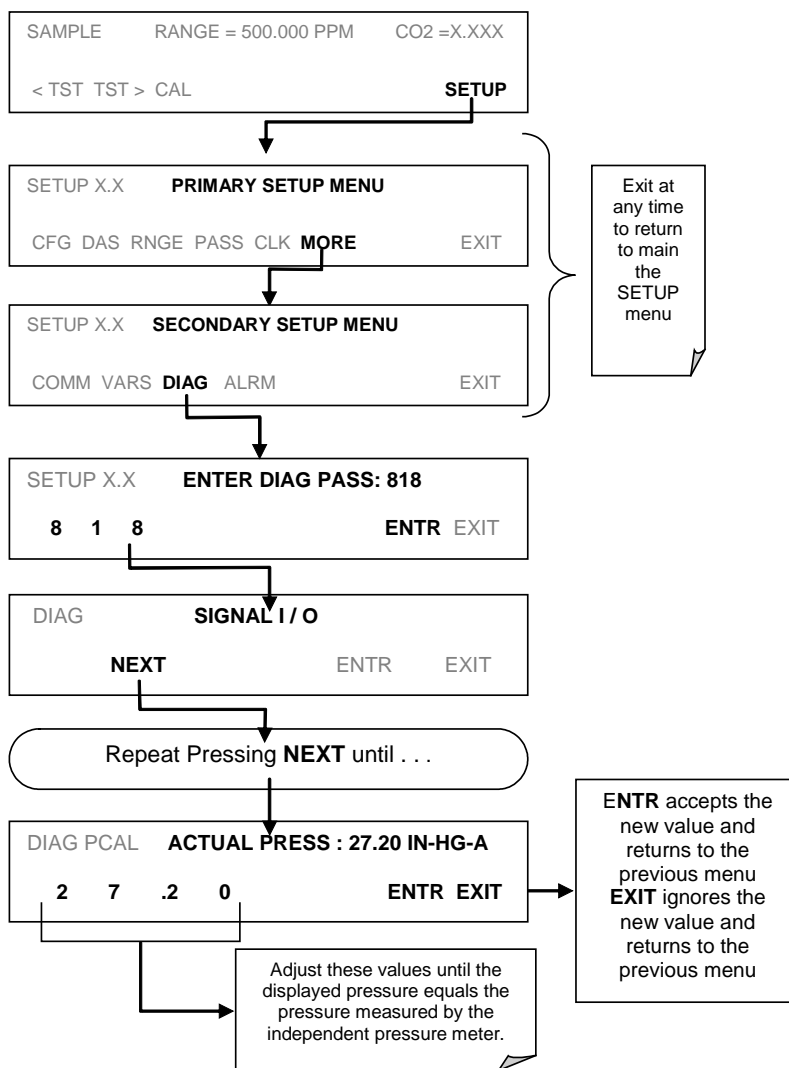 SAMPLE RANGE = 500.000 PPM CO2 =X.XXX
< TST TST > CAL SETUP
SETUP X.X PRIMARY SETUP MENU
CFG DAS RNGE PASS CLK MORE EXIT
Exit at
any time
to return
to main
the
SETUP
menu
SETUP X.X SECONDARY SETUP MENU
COMM VARS DIAG ALRM EXIT
SETUP X.X ENTER DIAG PASS: 818
8 1 8 ENTR EXIT
DIAG SIGNAL I / O
NEXT ENTR EXIT
Repeat Pressing NEXT until . . .
DIAG PCAL ACTUAL PRESS : 27.20 IN-HG-A
2 7 .2 0 ENTR EXIT
ENTR accepts the
new value and
returns to the
previous menu
EXIT ignores the
new value and
returns to the
previous menu
Adjust these values until the
displayed pressure equals the
pressure measured by the
independent pressure meter.